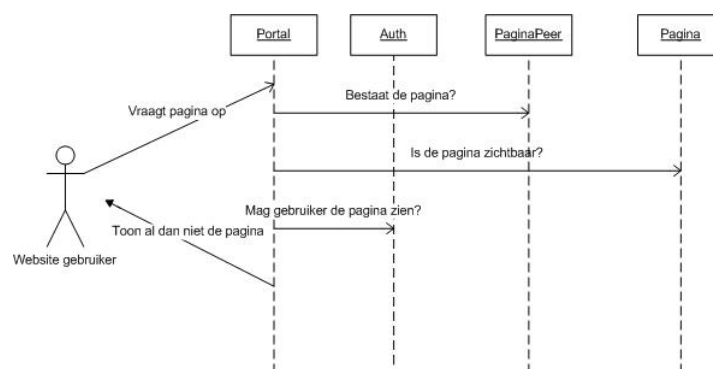 Portal
Auth
PaginaPeer
Pagina
Vraagt pagina op
Bestaat de pagina?
Is de pagina zichtbaar?
Mag gebruiker de pagina zien?
Toon al dan niet de pagina
Website gebruiker